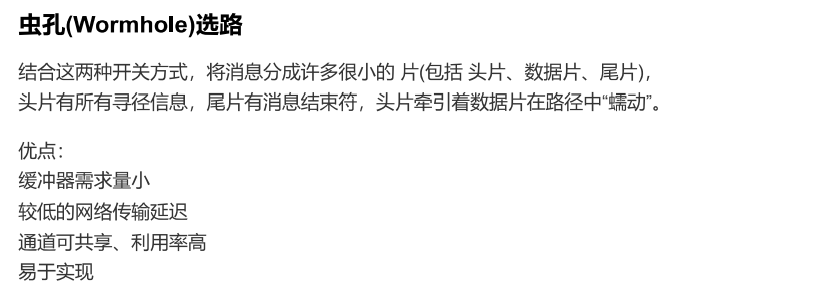 虫孔(Wormhole)选路
结合这两种开关方式，将消息分成许多很小的 片(包括 头片、数据片、尾片)，
头片有所有寻径信息，尾片有消息结束符，头片牵引着数据片在路径中“蠕动”。
优点：
缓冲器需求量小
较低的网络传输延迟
通道可共享、利用率高
易于实现